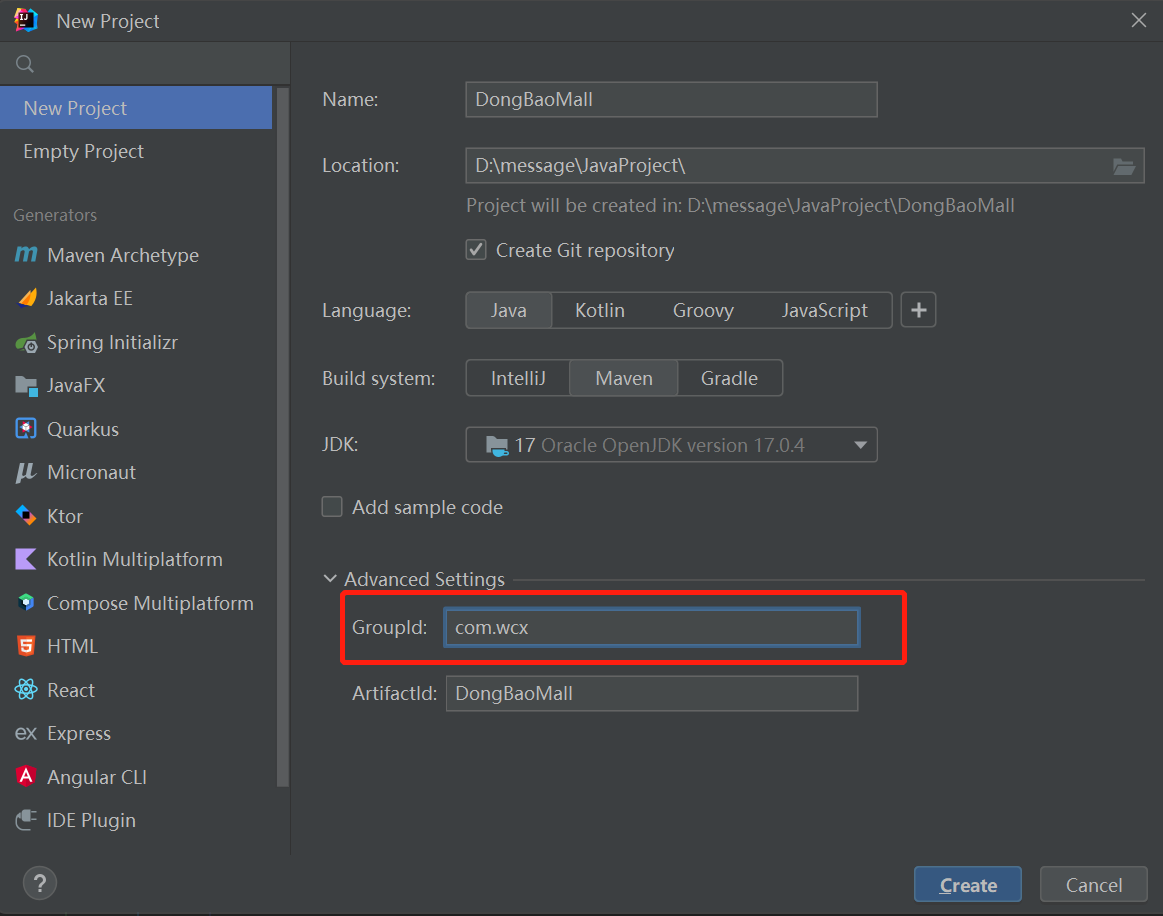 New Project
New Project
Empty Project
Generators
Maven Archetype
Jakarta EE
Spring Initializr
JavaFX
Quarkus
Micronaut
Ktor
Kotlin Multiplatform
Compose Multiplatform
HTML
React
ex Express
Angular CLI
IDE Plugin
?
Name: DongBaoMall
Location: D:\message\JavaProject\
Project will be created in: D:\message\JavaProject\DongBaoMall
Create Git repository
Language: Java Kotlin Groovy JavaScript +
Build system: IntelliJ Maven Gradle
JDK: 17 Oracle OpenJDK version 17.0.4
Add sample code
Advanced Settings
GroupId: com.wcx
ArtifactId: DongBaoMall
Create Cancel